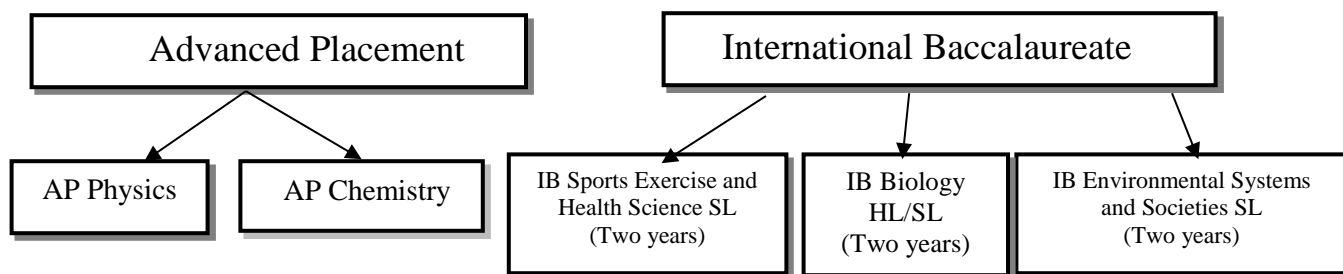 Advanced Placement
International Baccalaureate
AP Physics
AP Chemistry
IB Sports Exercise and
Health Science SL
(Two years)
IB Biology
HL/SL
(Two years)
IB Environmental Systems
and Societies SL
(Two years)